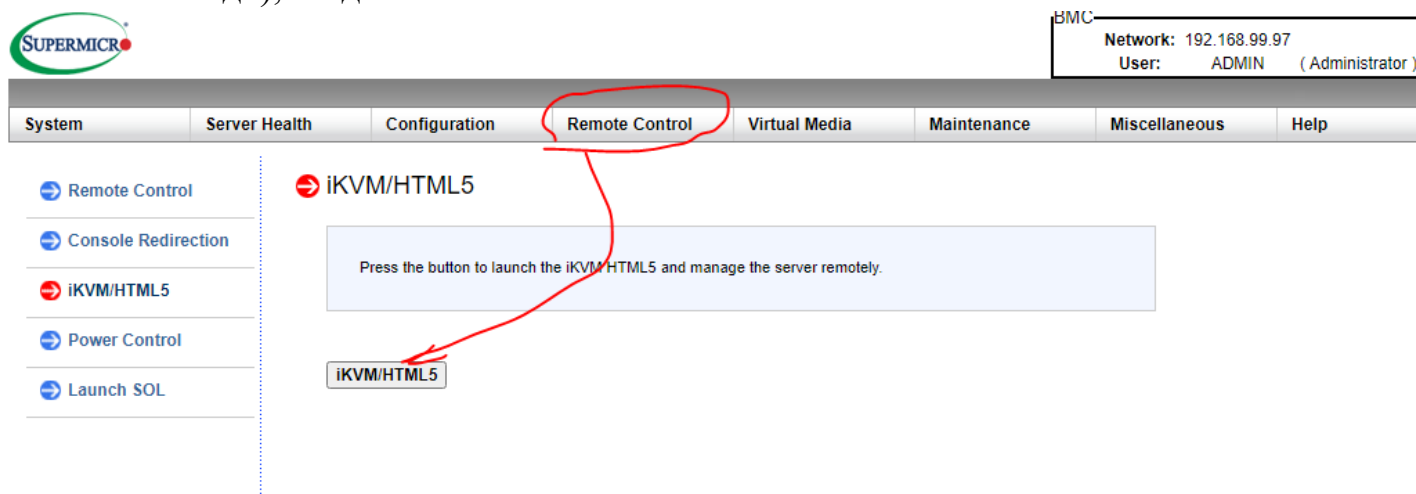 SUPERMICR
BMC
Network: 192.168.99.97
User: ADMIN ( Administrator )
System Server Health Configuration Remote Control Virtual Media Maintenance Miscellaneous Help
Remote Control
Console Redirection
iKVM/HTML5
Power Control
Launch SOL
iKVM/HTML5
Press the button to launch the iKVM/HTML5 and manage the server remotely.
iKVM/HTML5